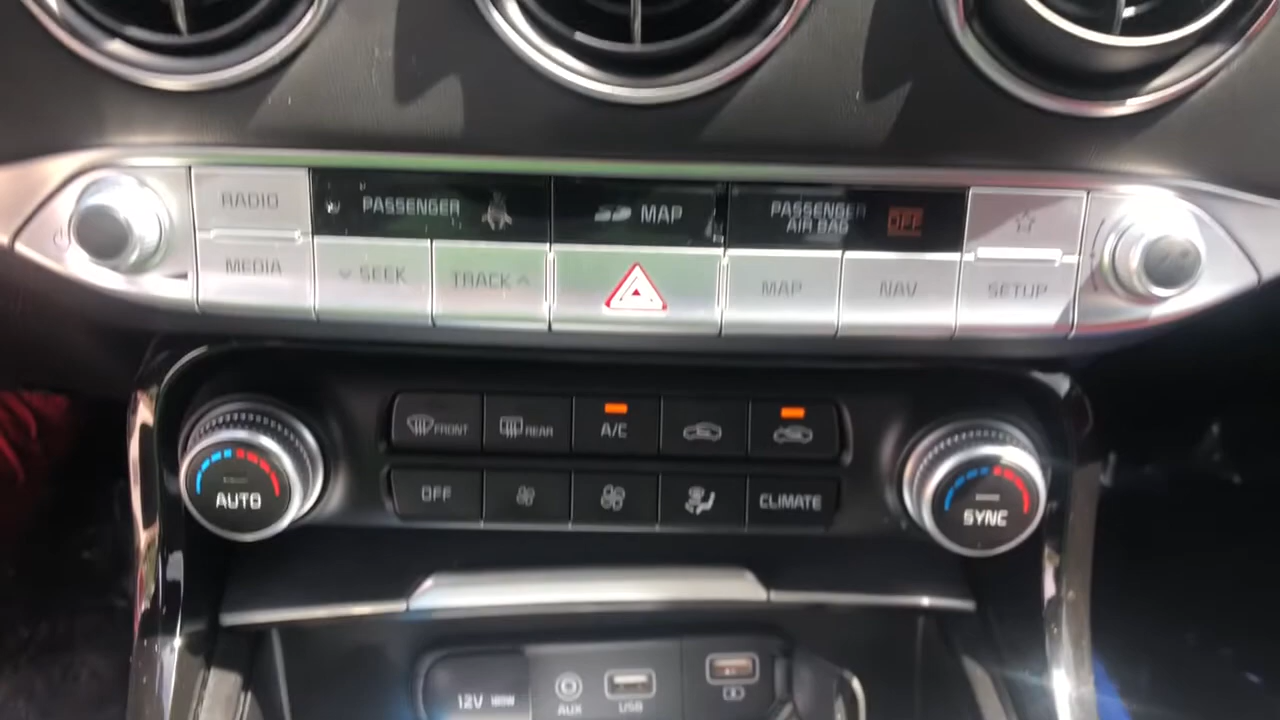 RADIO
PASSENGER
MAP
PASSENGER
AIR BAG
OFF
MEDIA
SEEK
TRACK
MAP
NAV
SETUP
FRONT
REAR
A/C
AUTO
OFF
CLIMATE
SYNC
12V 180W
AUX
USB